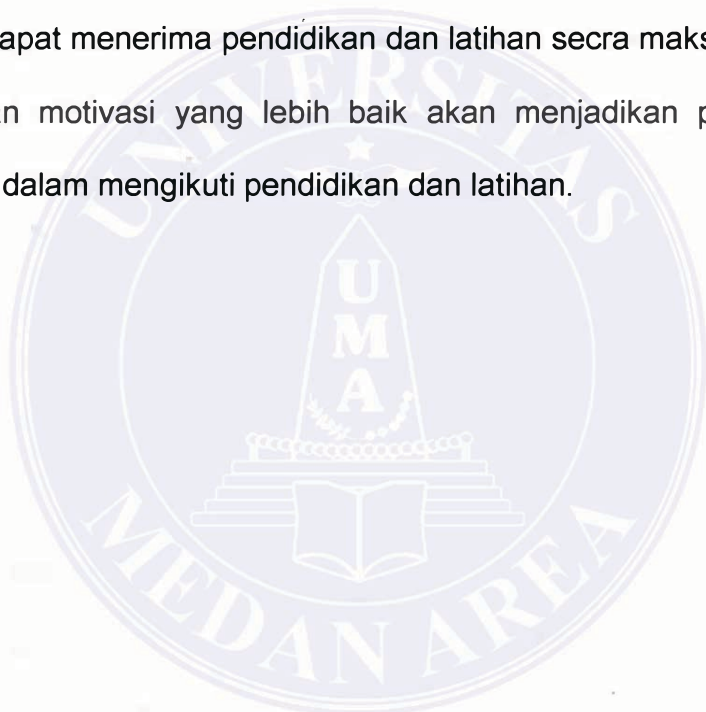 apat menerima pendidikan dan latihan secra maks
n motivasi yang lebih baik akan menjadikan p
dalam mengikuti pendidikan dan latihan.
UNIVERSITAS
UMA
MEDAN AREA